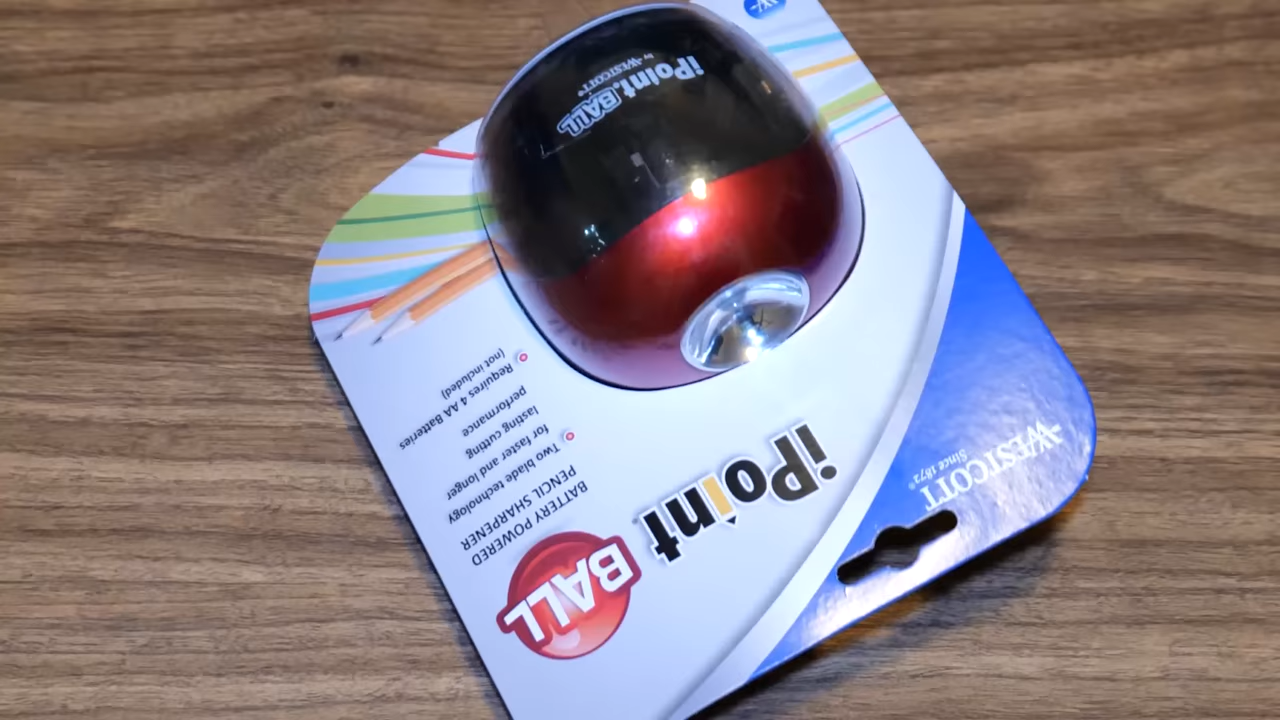 WESTCOTT®
Since 1872
iPoint
BALL
BATTERY POWERED
PENCIL SHARPENER
Two blade technology
for faster and longer
lasting cutting
performance
Requires 4 AA Batteries
(not included)
iPoint® BALL
by WESTCOTT®
W